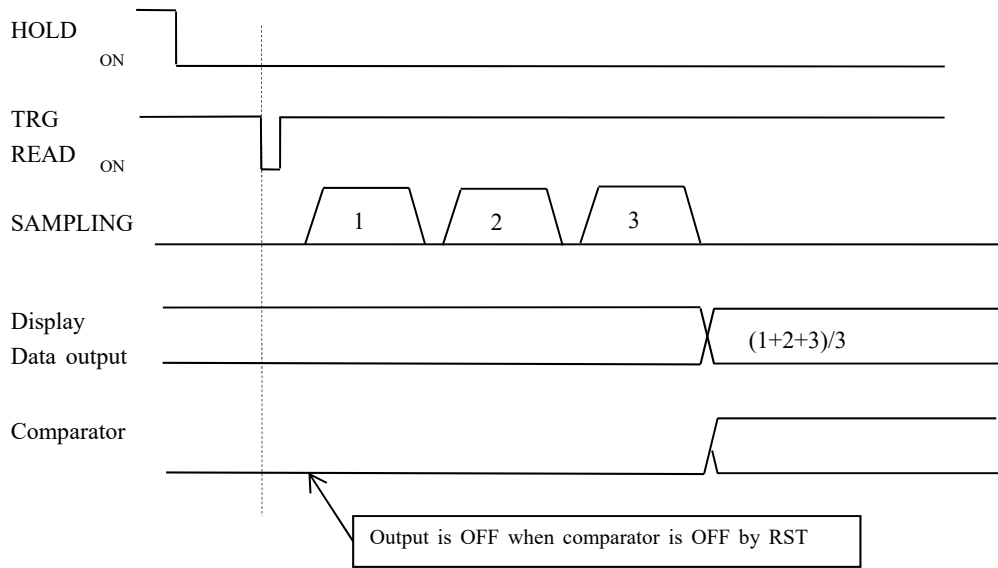 HOLD
ON
TRG
READ
ON
SAMPLING
1
2
3
Display
Data output
(1+2+3)/3
Comparator
Output is OFF when comparator is OFF by RST